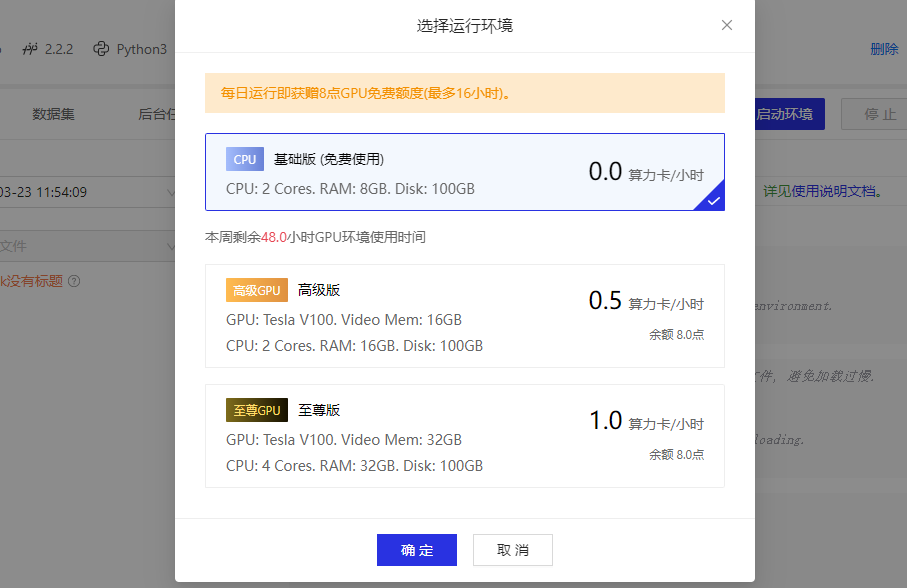 选择运行环境
2.2.2 Python3
删除
每日运行即获赠8点GPU免费额度(最多16小时)。
数据集
后台任
启动环境
停止
CPU 基础版 (免费使用)
CPU: 2 Cores. RAM: 8GB. Disk: 100GB
0.0 算力卡/小时
03-23 11:54:09
详见使用说明文档。
本周剩余48.0小时GPU环境使用时间
文件
k没有标题
高级GPU 高级版
GPU: Tesla V100. Video Mem: 16GB
CPU: 2 Cores. RAM: 16GB. Disk: 100GB
0.5 算力卡/小时
余额 8.0点
environment.
件, 避免加载过慢.
至尊GPU 至尊版
GPU: Tesla V100. Video Mem: 32GB
CPU: 4 Cores. RAM: 32GB. Disk: 100GB
1.0 算力卡/小时
余额 8.0点
loading.
确定
取消